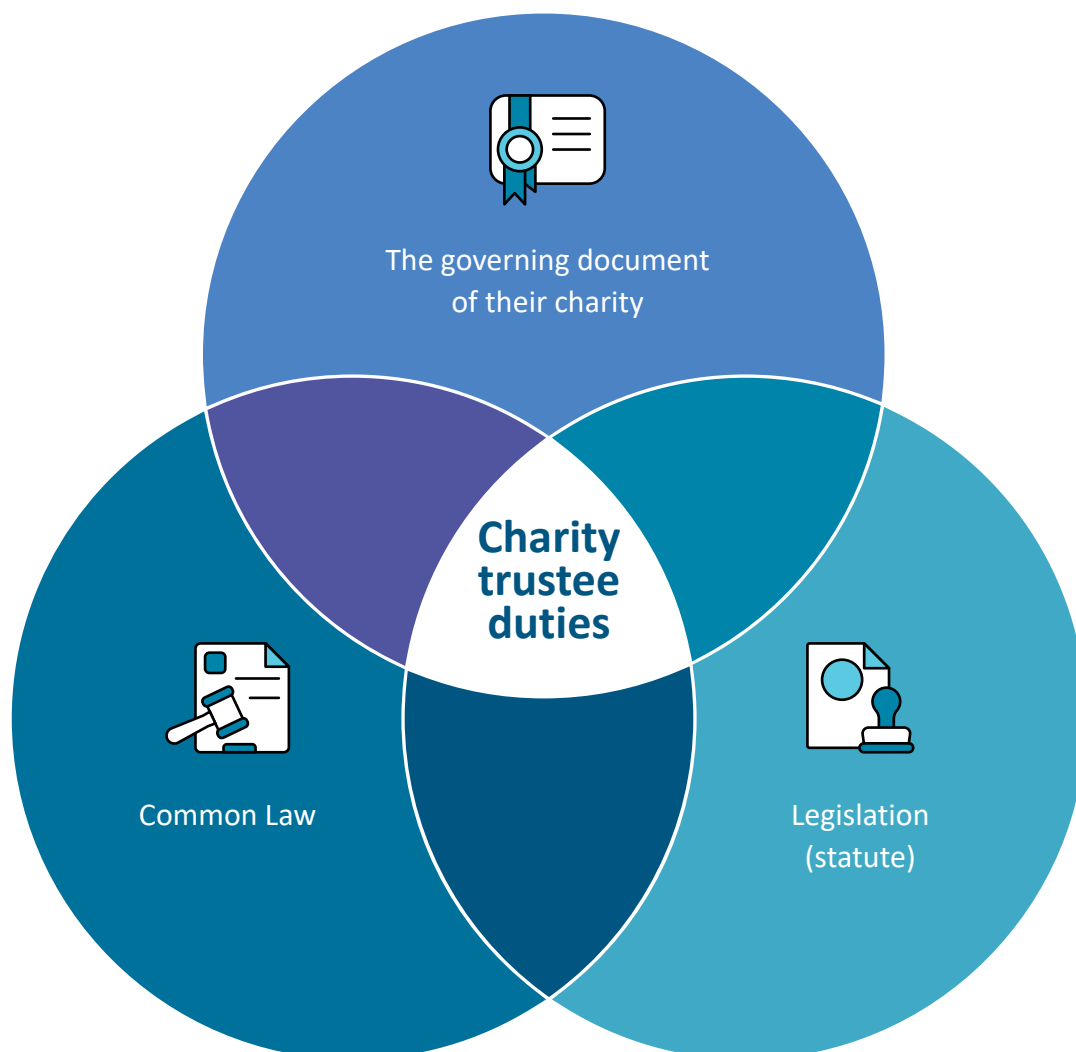 The governing document
of their charity
Charity
trustee
duties
Common Law
Legislation
(statute)